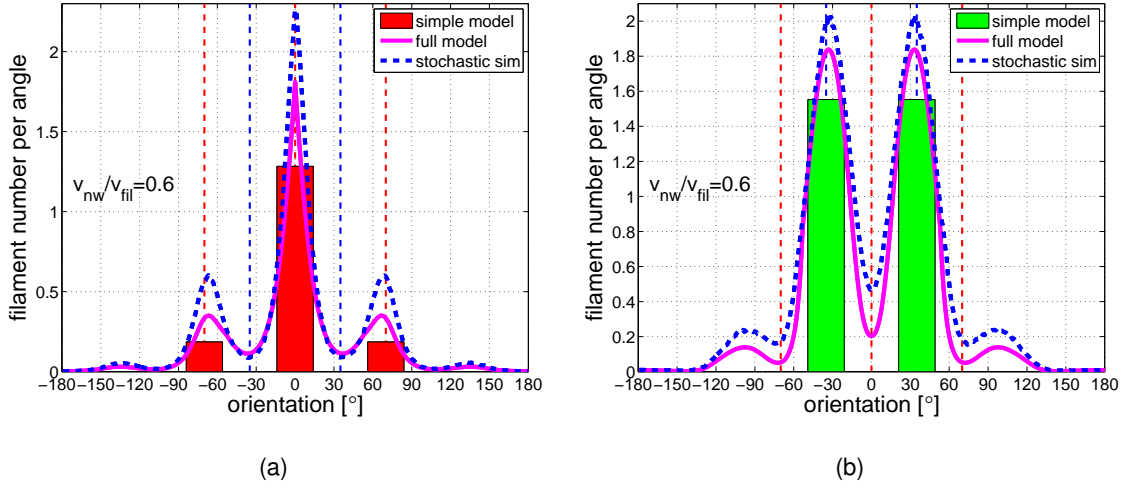 simple model
full model
stochastic sim
2
1.5
1
0.5
0
v_nw/v_fil=0.6
filament number per angle
−180 −150 −120 −90 −60 −30 0 30 60 90 120 150 180
orientation [°]
(a)
simple model
full model
stochastic sim
2
1.8
1.6
1.4
1.2
1
0.8
0.6
0.4
0.2
0
v_nw/v_fil=0.6
filament number per angle
−180 −150 −120 −90 −60 −30 0 30 60 90 120 150 180
orientation [°]
(b)